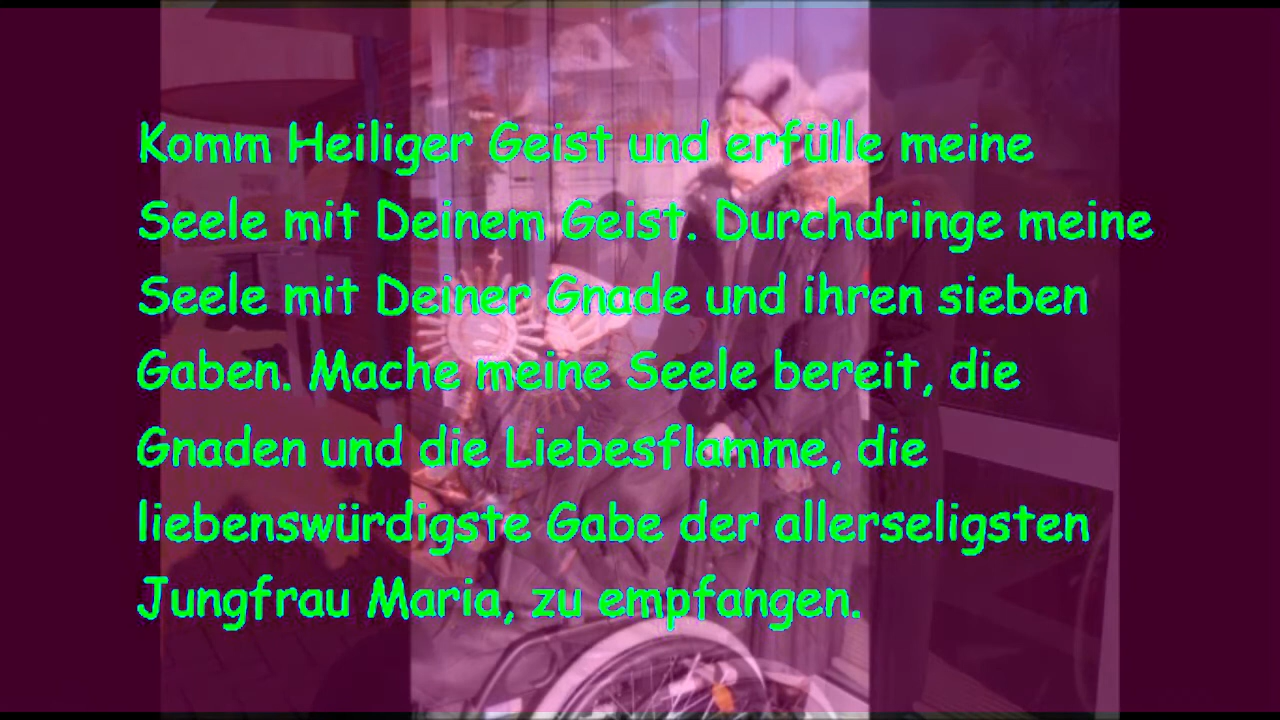 Komm Heiliger Geist und erfülle meine
Seele mit Deinem Geist. Durchdringe meine
Seele mit Deiner Gnade und ihren sieben
Gaben. Mache meine Seele bereit, die
Gnaden und die Liebesflamme, die
liebenswürdigste Gabe der allerseligsten
Jungfrau Maria, zu empfangen.